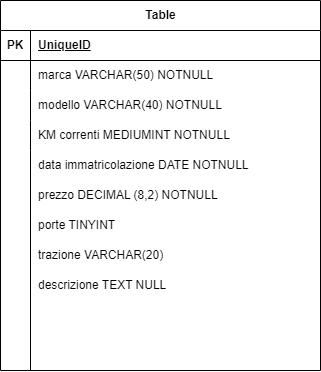 Table
PK UniqueID
marca VARCHAR(50) NOTNULL
modello VARCHAR(40) NOTNULL
KM correnti MEDIUMINT NOTNULL
data immatricolazione DATE NOTNULL
prezzo DECIMAL (8,2) NOTNULL
porte TINYINT
trazione VARCHAR(20)
descrizione TEXT NULL